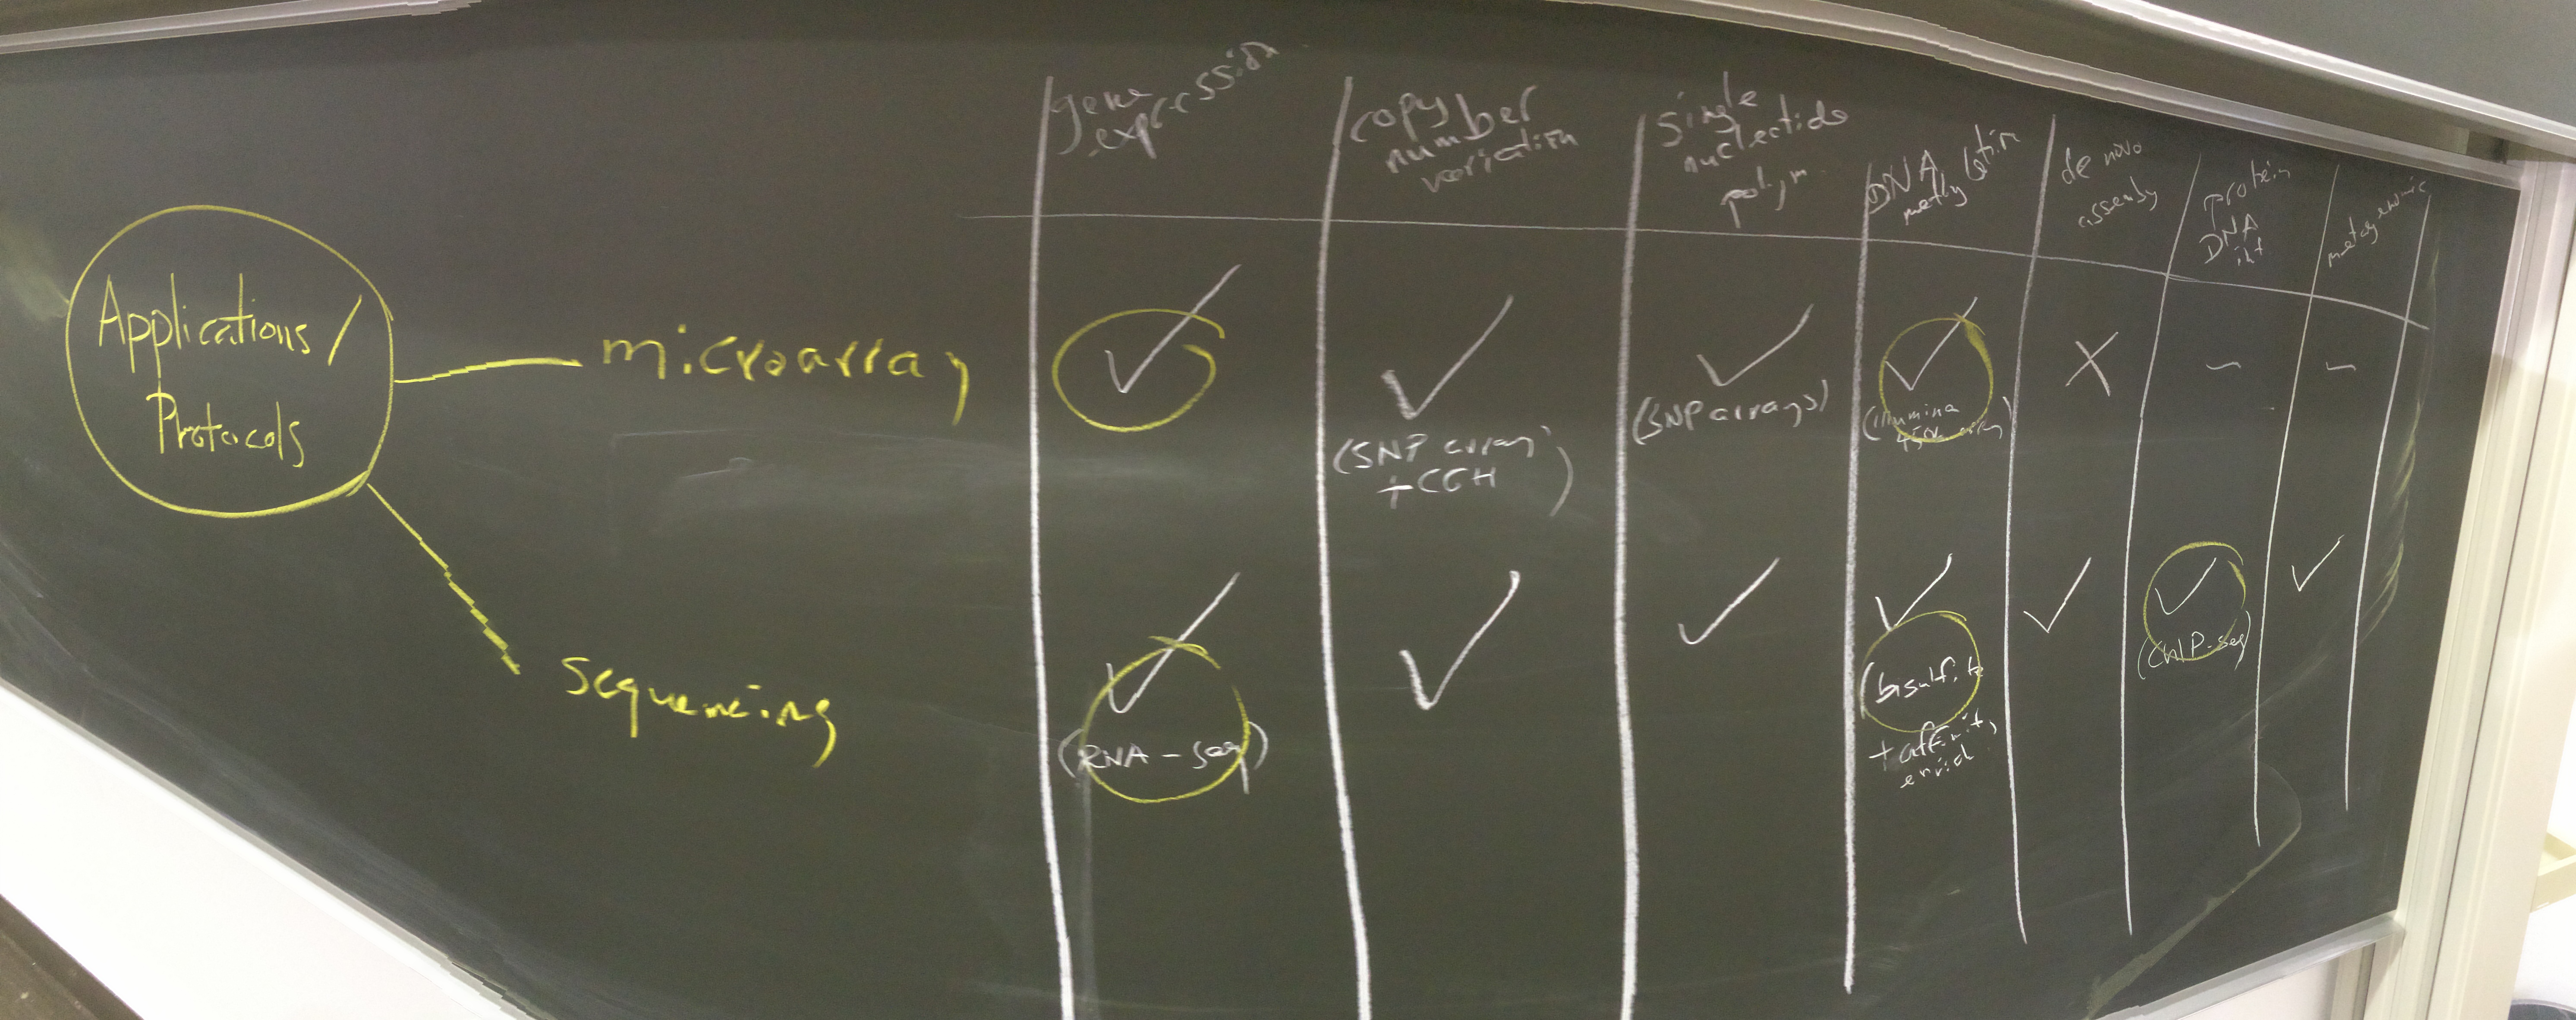 gene
expression
copy
number
variation
single
nucleotide
polym.
DNA
methylation
de novo
assembly
protein
DNA
int
metagenomic
Applications/
Protocols
microarray
✓
✓
(SNP array
+ CGH)
✓
(SNP arrays)
✓
(Illumina
450k array)
X
~
~
sequencing
✓
(RNA-seq)
✓
✓
✓
(bisulfite
+ affinity
enrich
✓
✓
(ChIP-seq)
✓